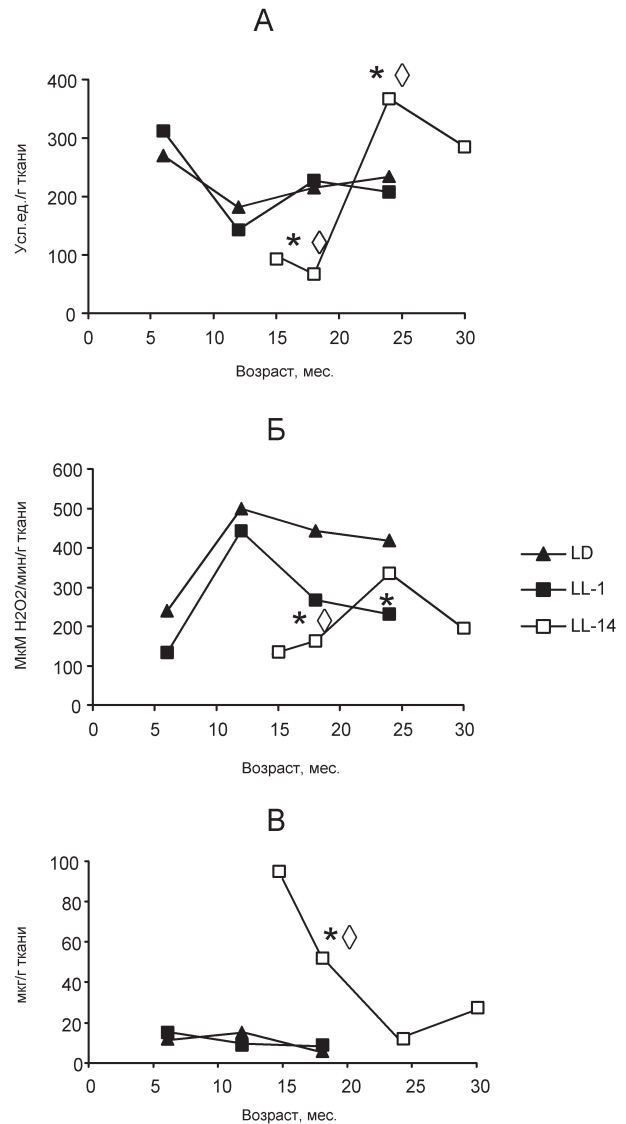 А
400
300
200
100
0
0 5 10 15 20 25 30
Усл.ед./г ткани
Возраст, мес.
* ◊
* ◊
Б
600
500
400
300
200
100
0
0 5 10 15 20 25 30
МкМ H2O2/мин/г ткани
Возраст, мес.
* ◊
*
LD
LL-1
LL-14
В
100
80
60
40
20
0
0 5 10 15 20 25 30
мкг/г ткани
Возраст, мес.
* ◊